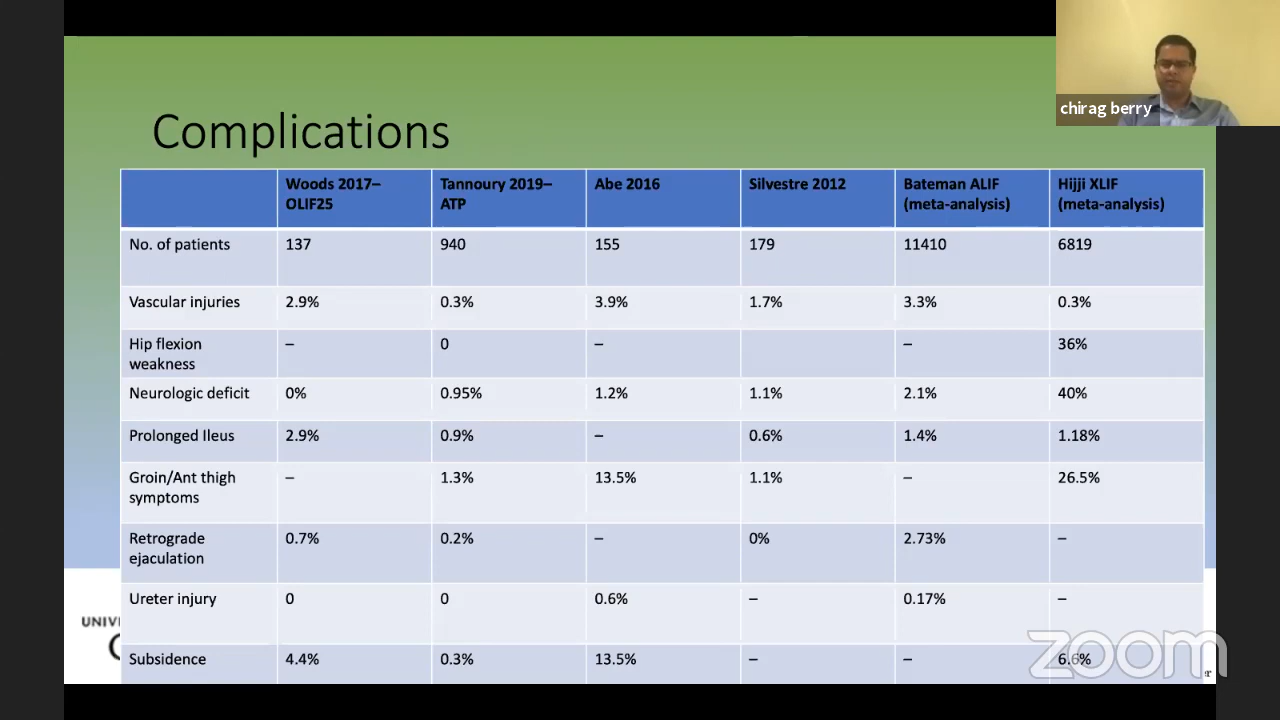 chirag berry
Complications
Woods 2017– Tannoury 2019– Abe 2016 Silvestre 2012 Bateman ALIF Hijji XLIF
OLIF25 ATP (meta-analysis) (meta-analysis)
No. of patients 137 940 155 179 11410 6819
Vascular injuries 2.9% 0.3% 3.9% 1.7% 3.3% 0.3%
Hip flexion – 0 – – 36%
weakness
Neurologic deficit 0% 0.95% 1.2% 1.1% 2.1% 40%
Prolonged Ileus 2.9% 0.9% – 0.6% 1.4% 1.18%
Groin/Ant thigh – 1.3% 13.5% 1.1% – 26.5%
symptoms
Retrograde 0.7% 0.2% – 0% 2.73% –
ejaculation
Ureter injury 0 0 0.6% – 0.17% –
Subsidence 4.4% 0.3% 13.5% – – 6.6%
zoom